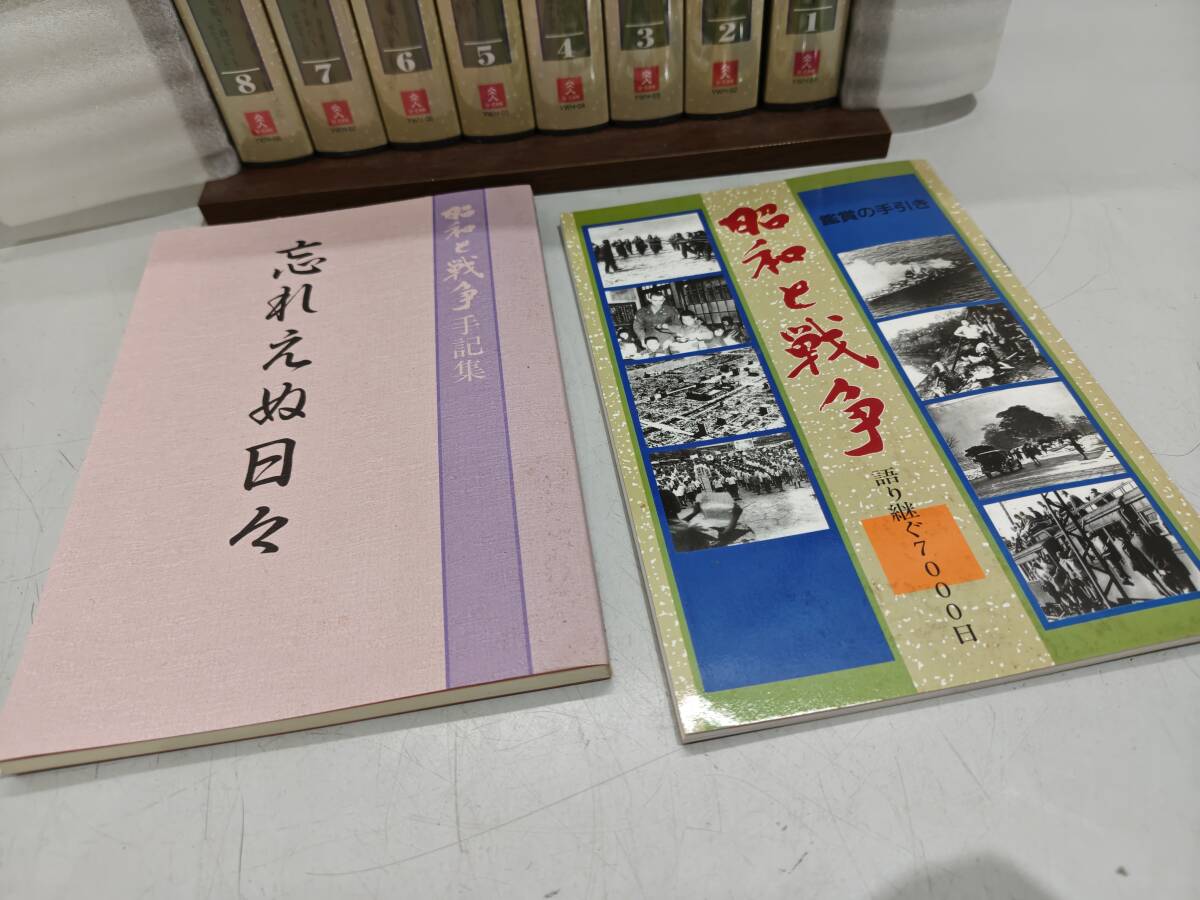 8
7
6
5
4
3
2
1
昭和と戦争 手記集
忘れえぬ日々
鑑賞の手引き
昭和と戦争
語り継ぐ7000日